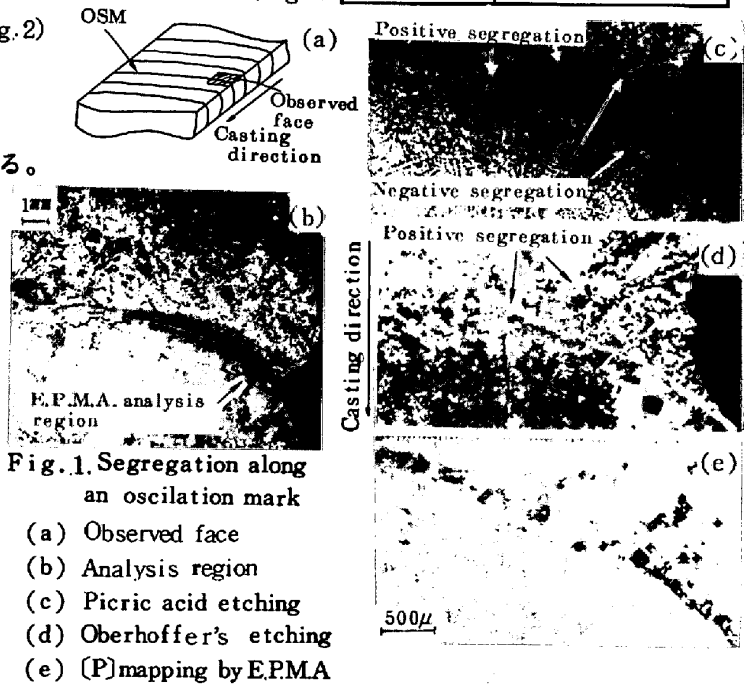 g.2)
OSM
(a)
Observed
face
Casting
direction
る。
1mm
(b)
E.P.M.A. analysis
region
Positive segregation
(c)
Negative segregation
Positive segregation
(d)
Casting direction
(e)
500μ
Fig.1. Segregation along
an oscilation mark
(a) Observed face
(b) Analysis region
(c) Picric acid etching
(d) Oberhoffer's etching
(e) [P]mapping by E.P.M.A